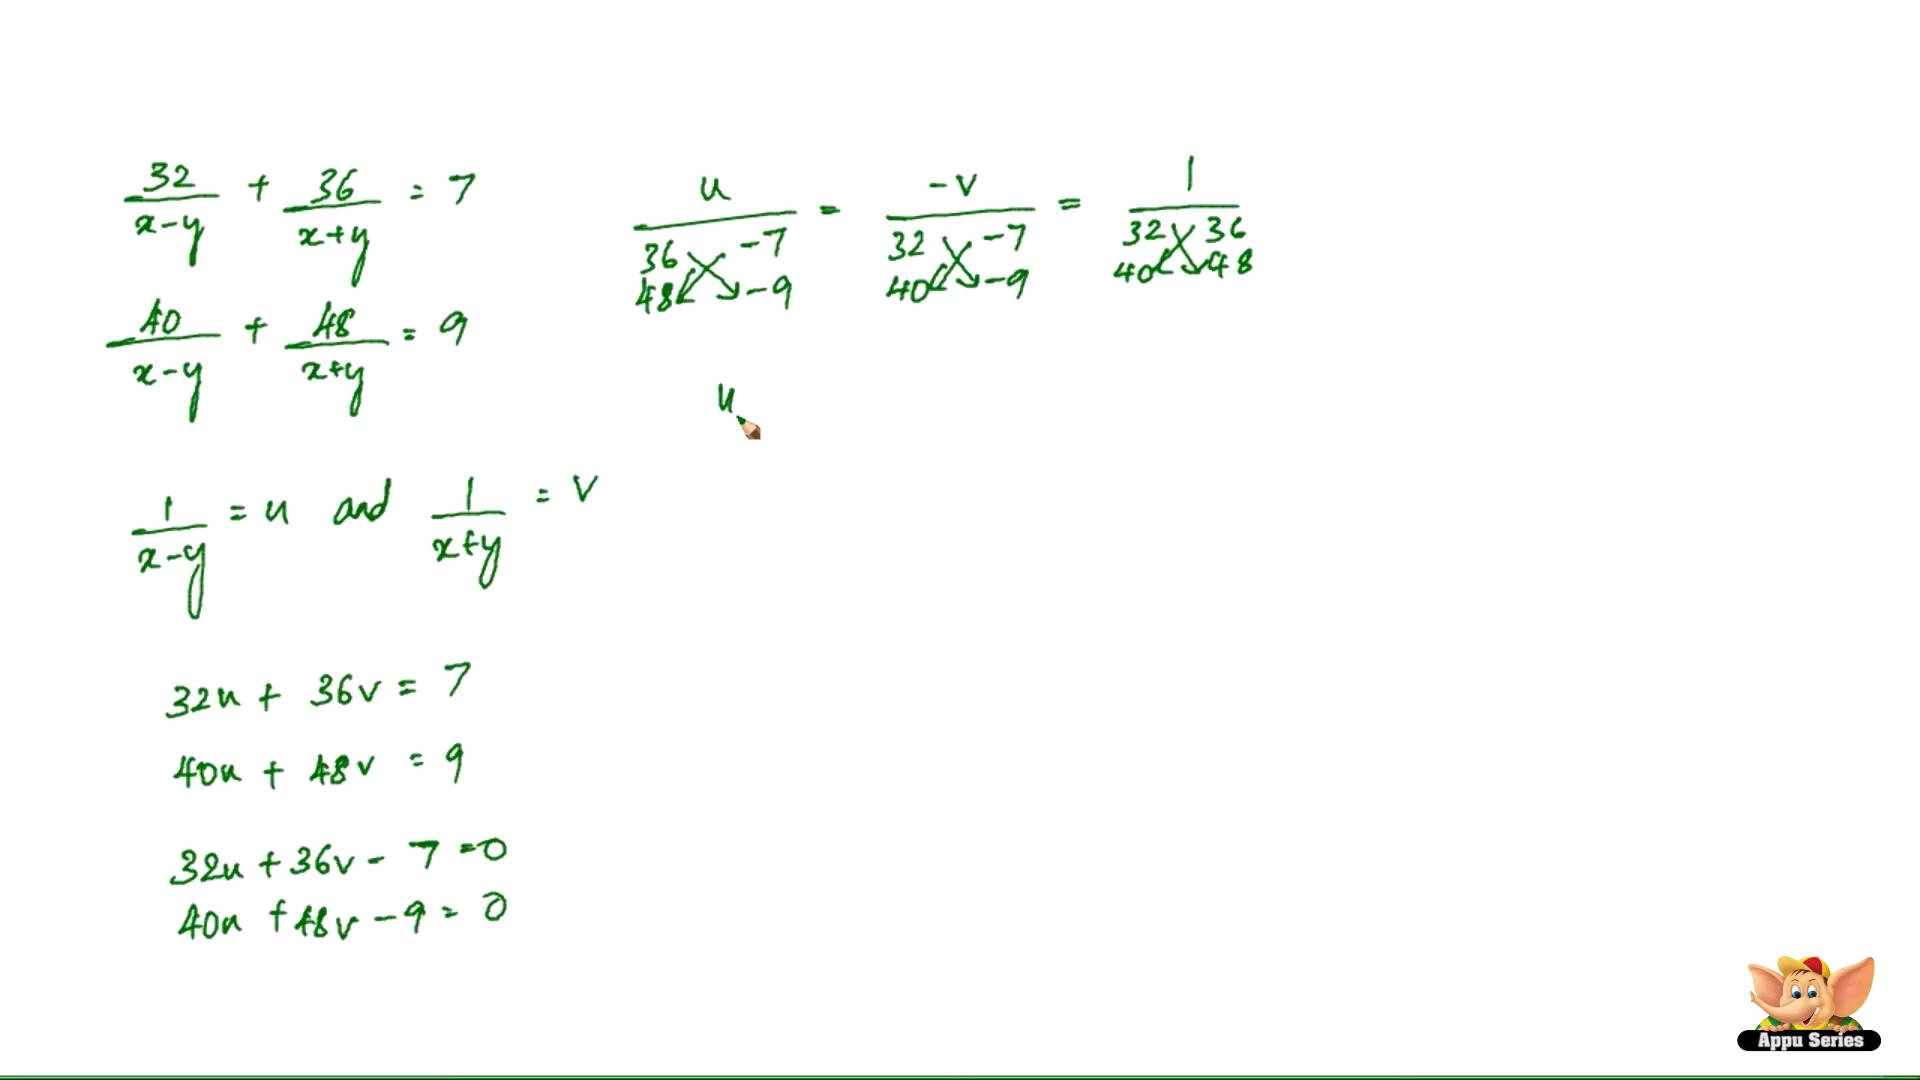 32/(x-y) + 36/(x+y) = 7
40/(x-y) + 48/(x+y) = 9
1/(x-y) = u and 1/(x+y) = v
32u + 36v = 7
40u + 48v = 9
32u + 36v - 7 = 0
40u + 48v - 9 = 0
u = -v = 1
36 -7 32 -7 32 36
48 -9 40 -9 40 48
u
Appu Series